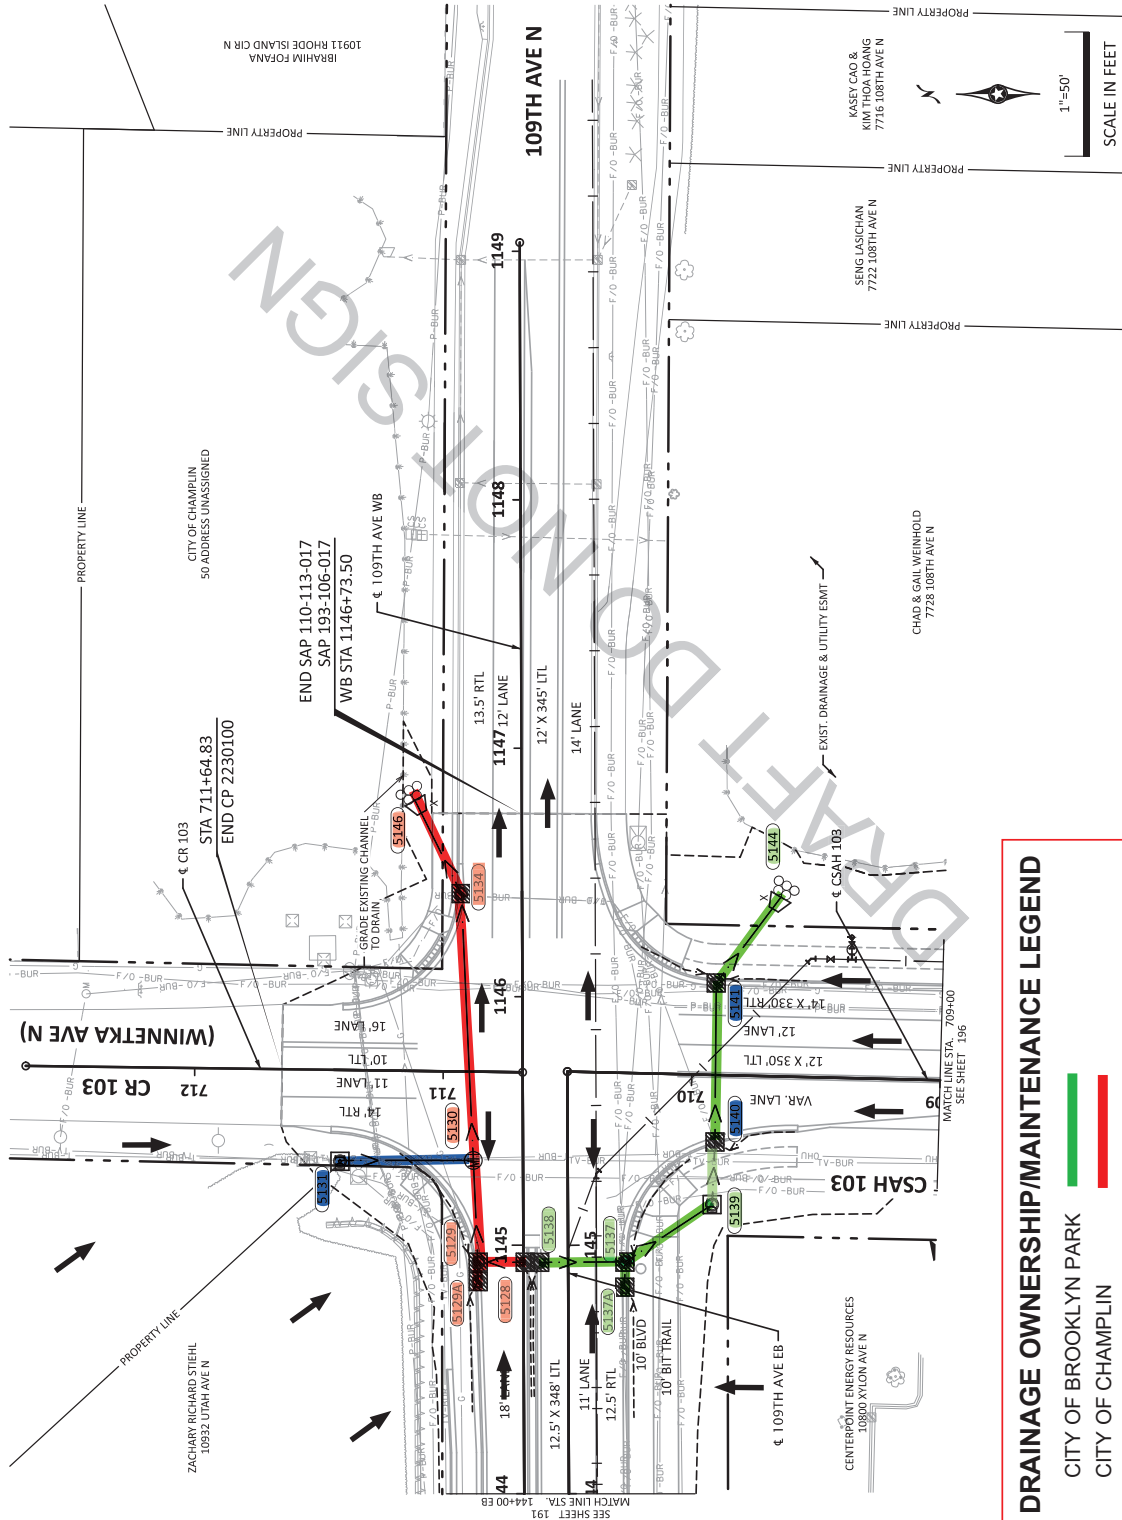 IBRAHIM FOFANA
10911 RHODE ISLAND CIR N
PROPERTY LINE
PROPERTY LINE
PROPERTY LINE
PROPERTY LINE
PROPERTY LINE
PROPERTY LINE
109TH AVE N
KASEY CAO &
KIM THOA HOANG
7716 108TH AVE N
N
1"=50'
SCALE IN FEET
SENG LASICHAN
7722 108TH AVE N
CITY OF CHAMPLIN
50 ADDRESS UNASSIGNED
CHAD & GAIL WEINHOLD
7728 108TH AVE N
EXIST. DRAINAGE & UTILITY ESMT
END SAP 110-113-017
SAP 193-106-017
WB STA 1146+73.50
℄ 109TH AVE WB
1149
1148
1147
1146
1145
13.5' RTL
12' LANE
12' X 345' LTL
14' LANE
℄ CR 103
STA 711+64.83
END CP 2230100
GRADE EXISTING CHANNEL
TO DRAIN
5146
5134
5144
℄ CSAH 103
DRAFT DO NOT SIGN
(WINNETKA AVE N)
CR 103
712
711
710
09
16' LANE
10' LTL
11' LANE
14' RTL
14' X 330' RTL
12' LANE
12' X 350' LTL
VAR. LANE
MATCH LINE STA. 709+00
SEE SHEET 196
CSAH 103
5141
5140
5139
5130
5131
5129
5129A
5128
5138
5137
5137A
145
18' LANE
12.5' X 348' LTL
11' LANE
12.5' RTL
10' BLVD
10' BIT TRAIL
℄ 109TH AVE EB
ZACHARY RICHARD STIEHL
10932 UTAH AVE N
CENTERPOINT ENERGY RESOURCES
10800 XYLON AVE N
44
4
MATCH LINE STA. 144+00 EB
SEE SHEET 191
P-BUR
F/O -BUR
TV-BUR
OHU
G
DRAINAGE OWNERSHIP/MAINTENANCE LEGEND
CITY OF BROOKLYN PARK
CITY OF CHAMPLIN